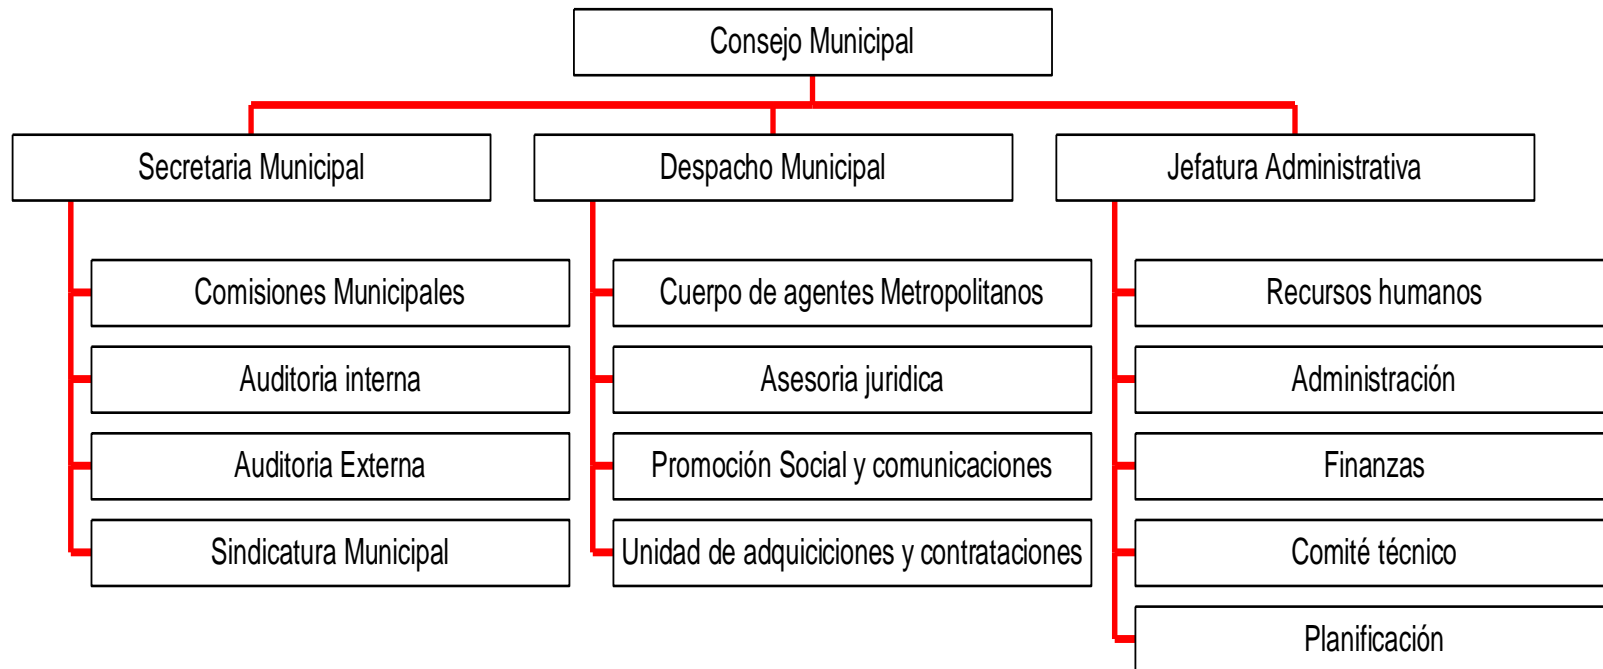 Consejo Municipal
Secretaria Municipal
Despacho Municipal
Jefatura Administrativa
Comisiones Municipales
Auditoria interna
Auditoria Externa
Sindicatura Municipal
Cuerpo de agentes Metropolitanos
Asesoria juridica
Promoción Social y comunicaciones
Unidad de adquiciciones y contrataciones
Recursos humanos
Administración
Finanzas
Comité técnico
Planificación